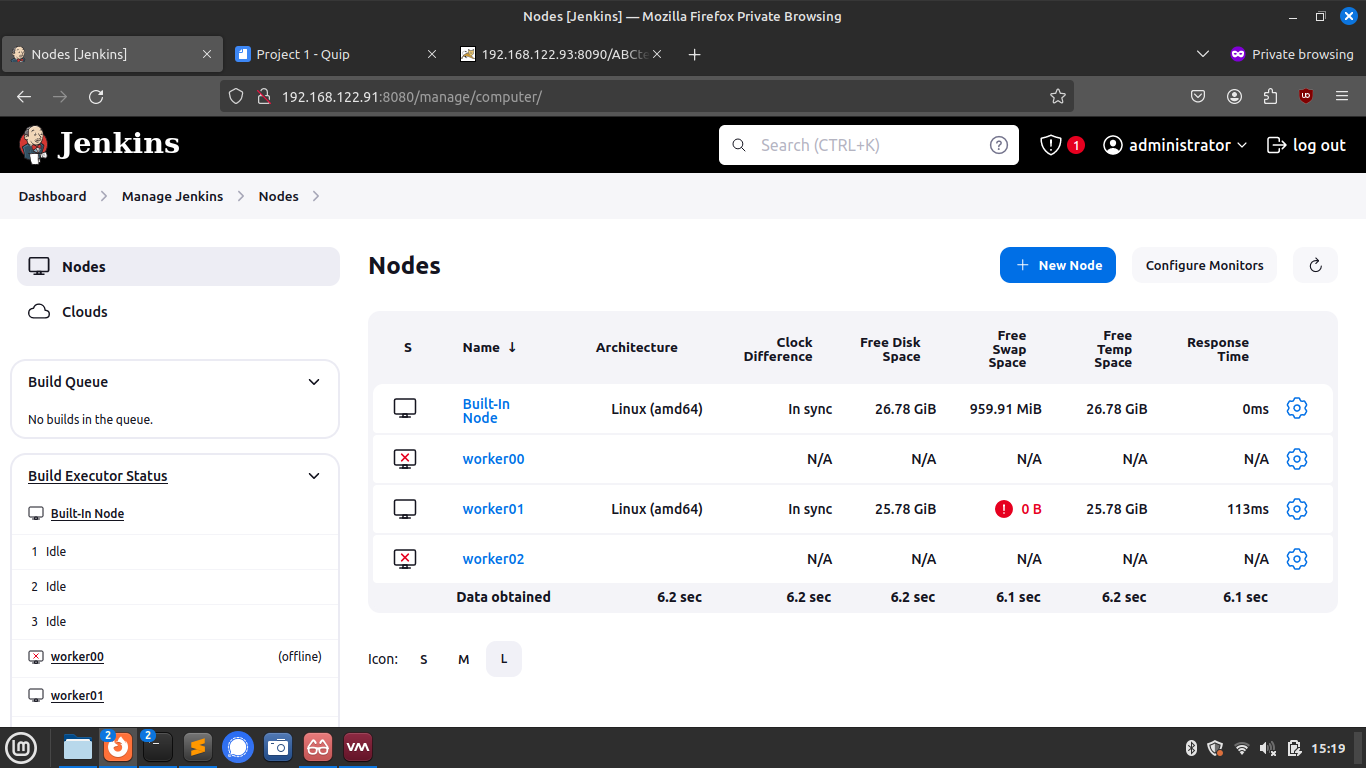 Nodes [Jenkins] — Mozilla Firefox Private Browsing
Nodes [Jenkins]
Project 1 - Quip
192.168.122.93:8090/ABCte
Private browsing
192.168.122.91:8080/manage/computer/
Jenkins
Search (CTRL+K)
?
1
administrator
log out
Dashboard
Manage Jenkins
Nodes
Nodes
Clouds
Build Queue
No builds in the queue.
Build Executor Status
Built-In Node
1 Idle
2 Idle
3 Idle
worker00 (offline)
worker01
Nodes
+ New Node
Configure Monitors
S Name ↓ Architecture Clock Difference Free Disk Space Free Swap Space Free Temp Space Response Time
Built-In Node Linux (amd64) In sync 26.78 GiB 959.91 MiB 26.78 GiB 0ms
worker00 N/A N/A N/A N/A N/A
worker01 Linux (amd64) In sync 25.78 GiB ! 0 B 25.78 GiB 113ms
worker02 N/A N/A N/A N/A N/A
Data obtained 6.2 sec 6.2 sec 6.2 sec 6.1 sec 6.2 sec 6.1 sec
Icon: S M L
2
2
15:19